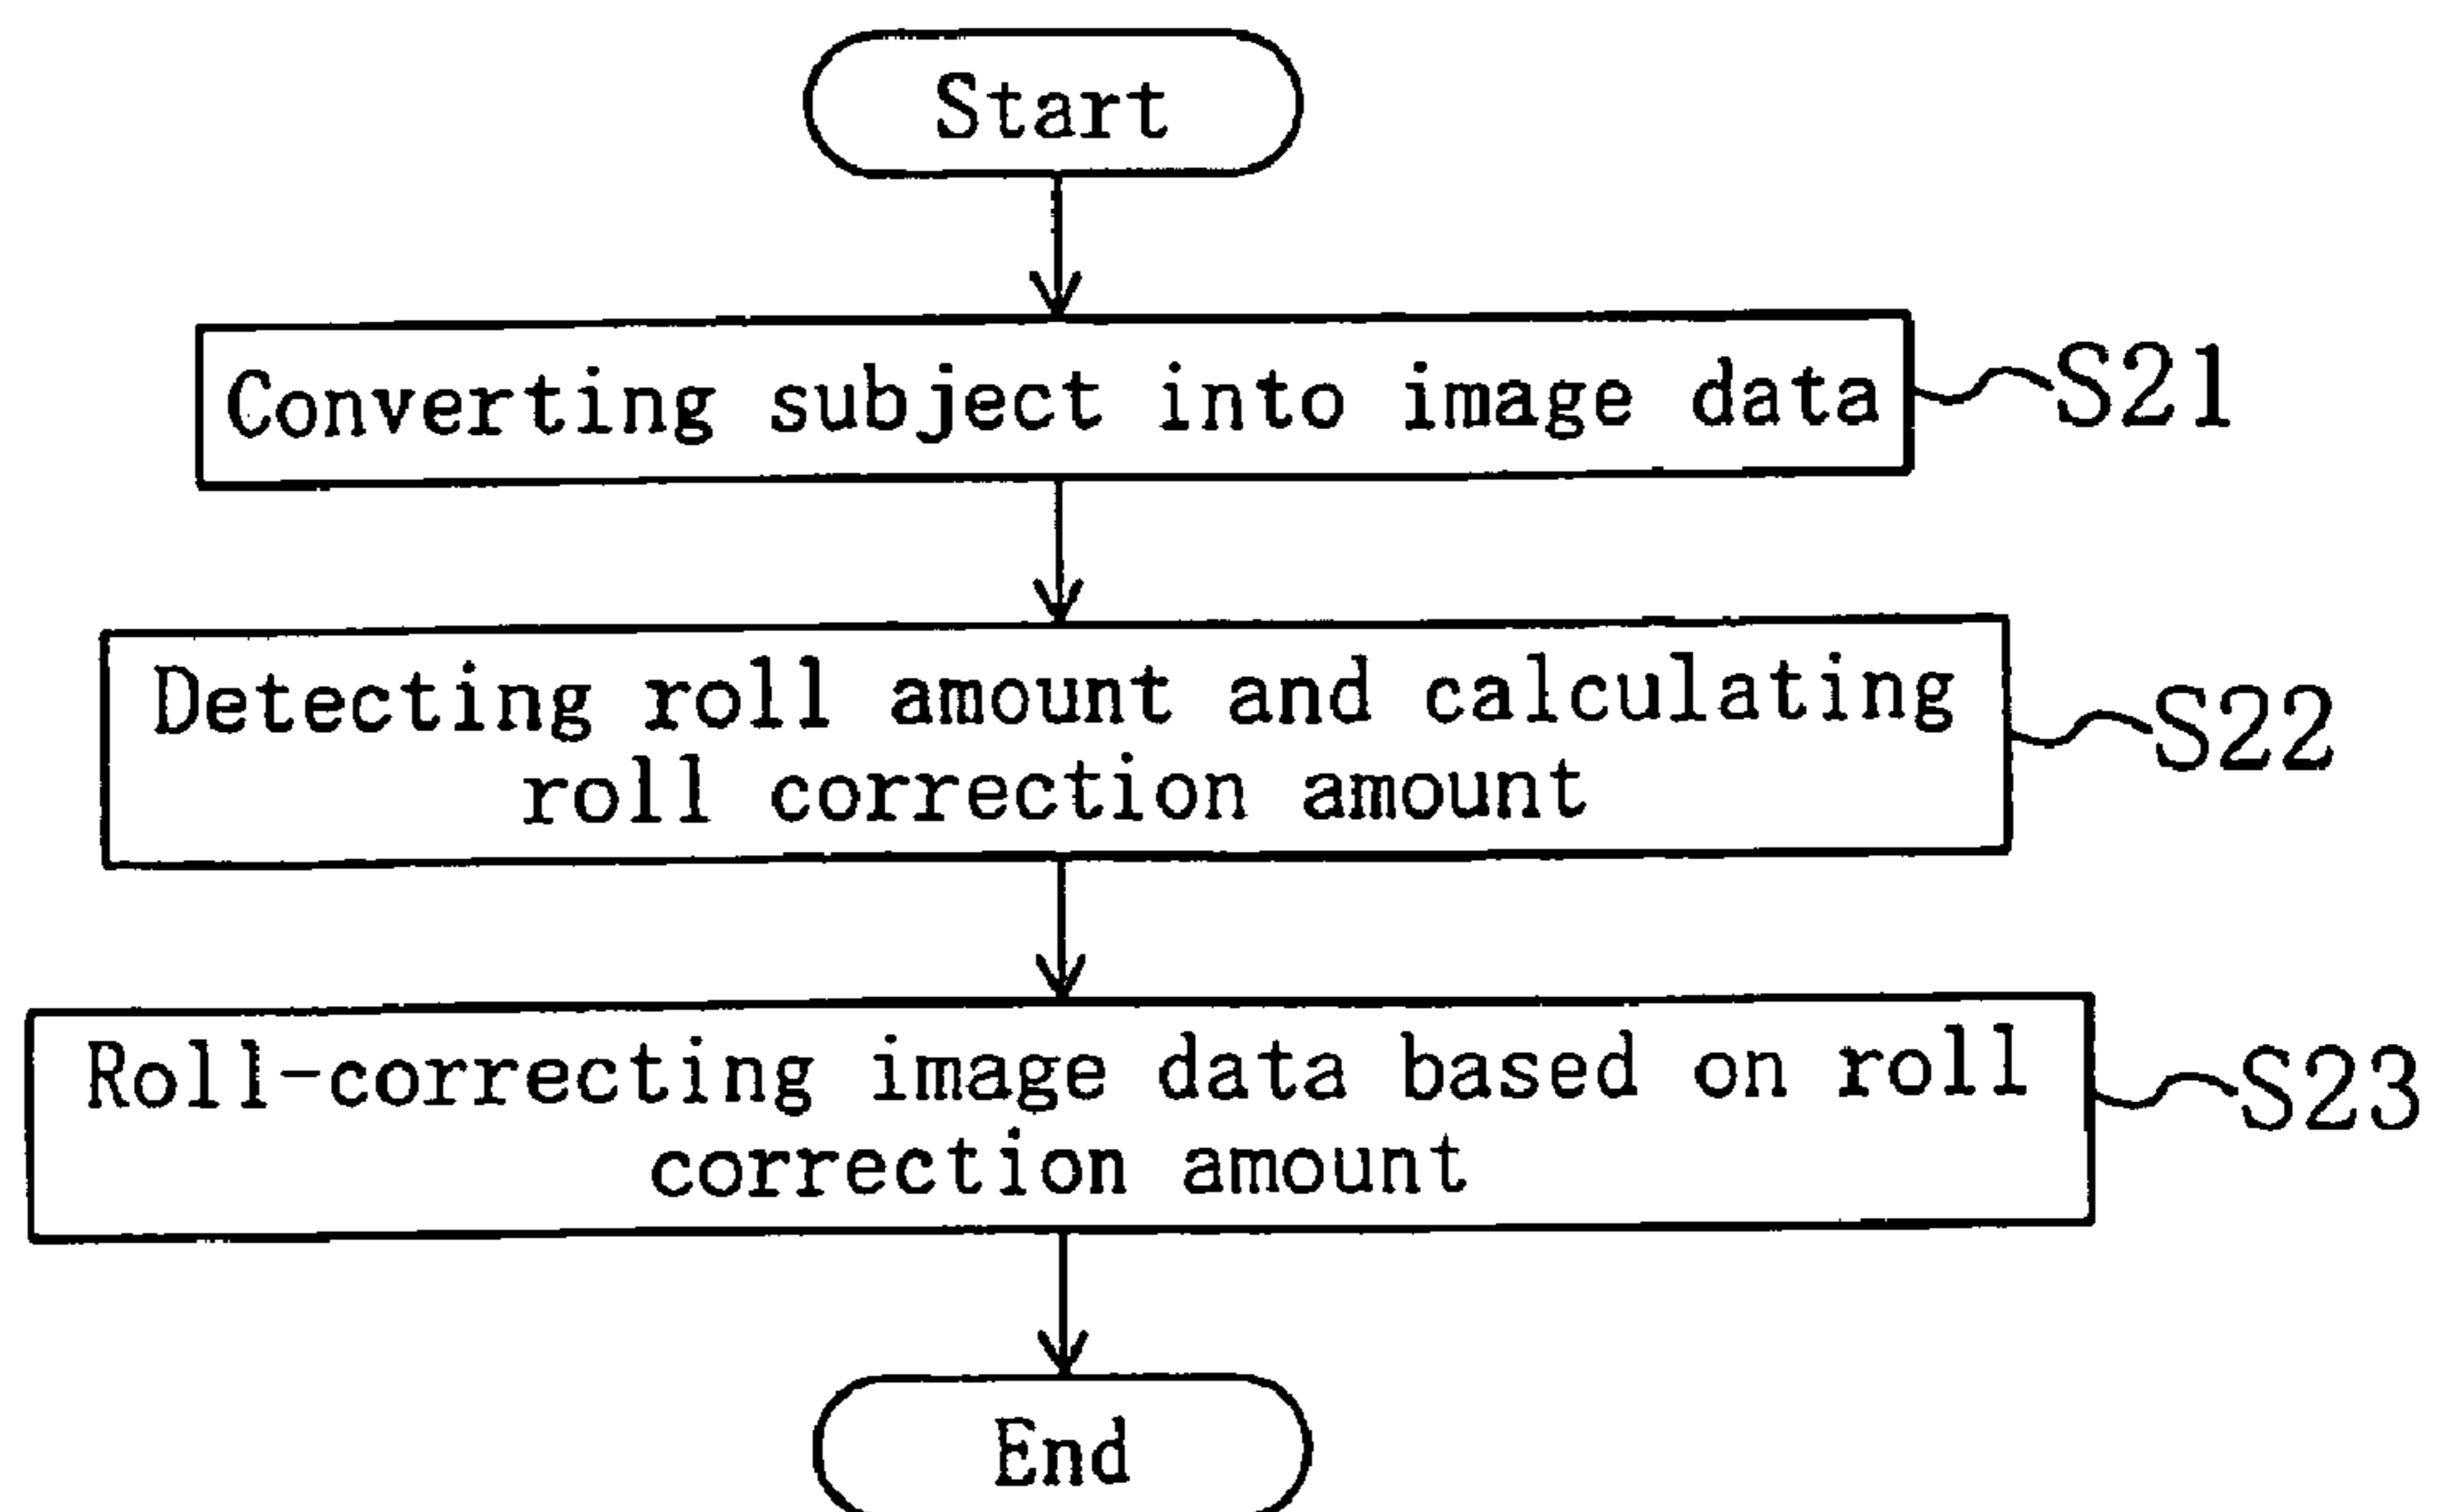 Start
Converting subject into image data
S21
Detecting roll amount and calculating
roll correction amount
S22
Roll-correcting image data based on roll
correction amount
S23
End